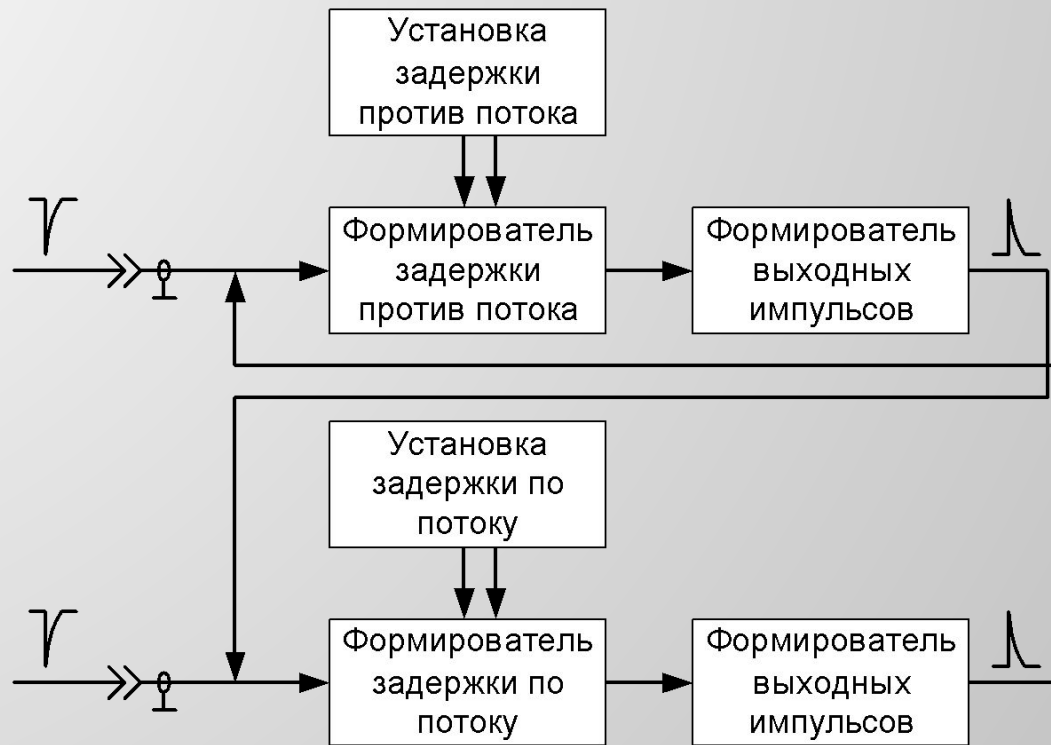 Установка
задержки
против потока
Формирователь
задержки
против потока
Формирователь
выходных
импульсов
Установка
задержки по
потоку
Формирователь
задержки по
потоку
Формирователь
выходных
импульсов